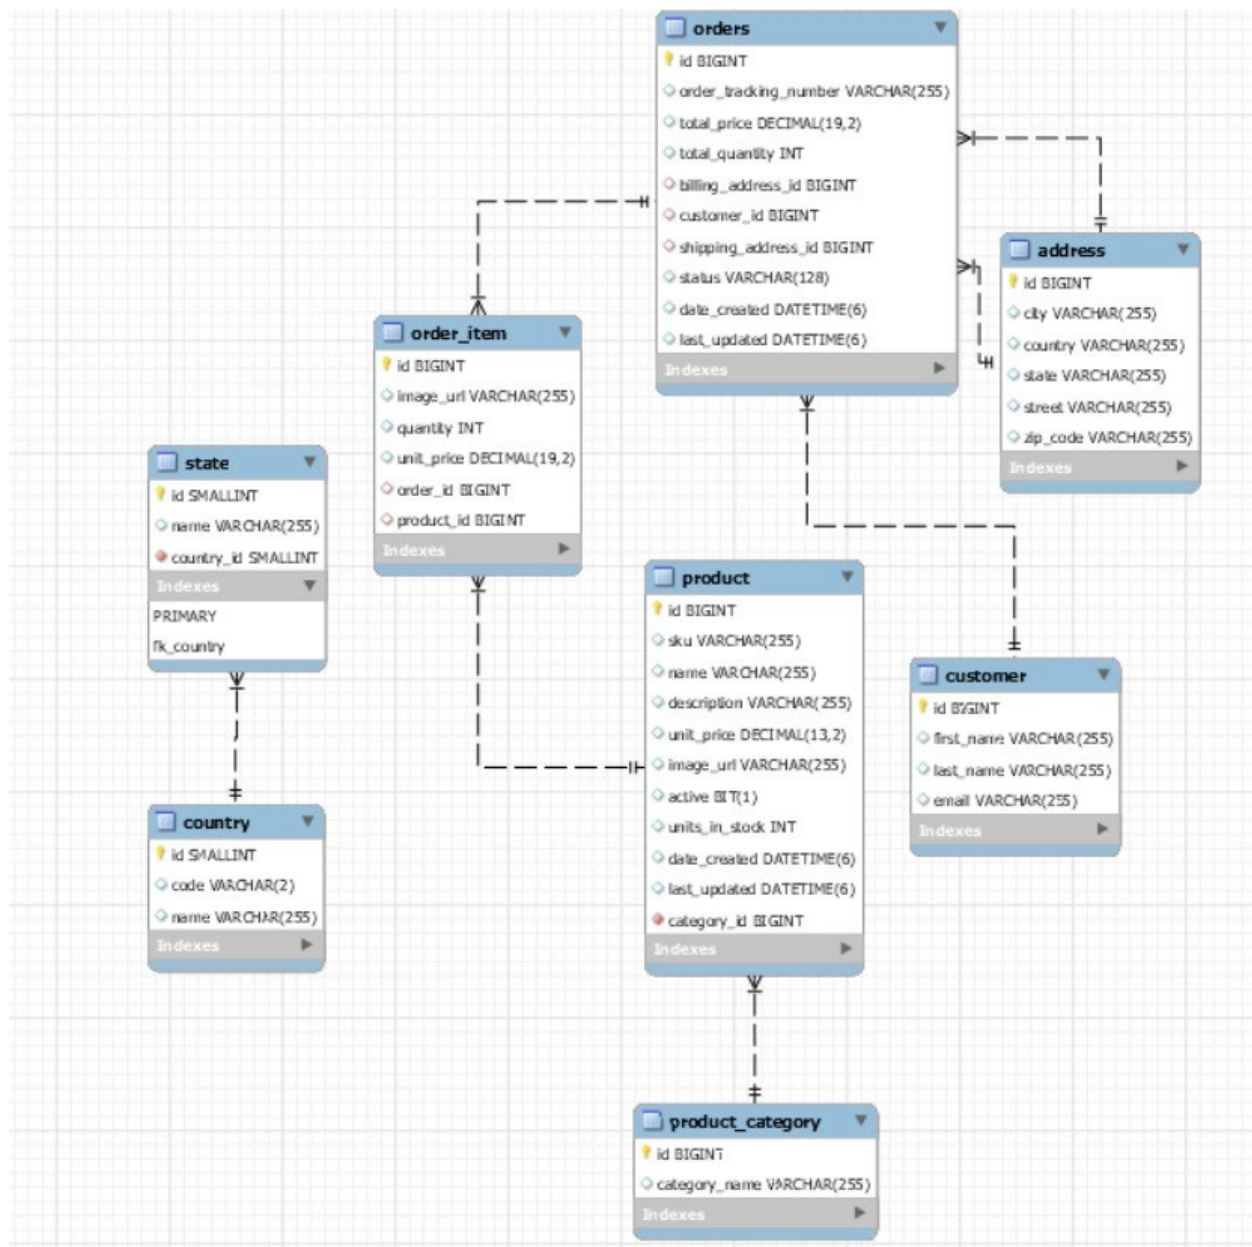 orders
id BIGINT
order_tracking_number VARCHAR(255)
total_price DECIMAL(19,2)
total_quantity INT
billing_address_id BIGINT
customer_id BIGINT
shipping_address_id BIGINT
status VARCHAR(128)
date_created DATETIME(6)
last_updated DATETIME(6)
Indexes
address
id BIGINT
city VARCHAR(255)
country VARCHAR(255)
state VARCHAR(255)
street VARCHAR(255)
zip_code VARCHAR(255)
Indexes
order_item
id BIGINT
image_url VARCHAR(255)
quantity INT
unit_price DECIMAL(19,2)
order_id BIGINT
product_id BIGINT
Indexes
state
id SMALLINT
name VARCHAR(255)
country_id SMALLINT
Indexes
PRIMARY
fk_country
product
id BIGINT
sku VARCHAR(255)
name VARCHAR(255)
description VARCHAR(255)
unit_price DECIMAL(13,2)
image_url VARCHAR(255)
active BIT(1)
units_in_stock INT
date_created DATETIME(6)
last_updated DATETIME(6)
category_id BIGINT
Indexes
customer
id BIGINT
first_name VARCHAR(255)
last_name VARCHAR(255)
email VARCHAR(255)
Indexes
country
id SMALLINT
code VARCHAR(2)
name VARCHAR(255)
Indexes
product_category
id BIGINT
category_name VARCHAR(255)
Indexes